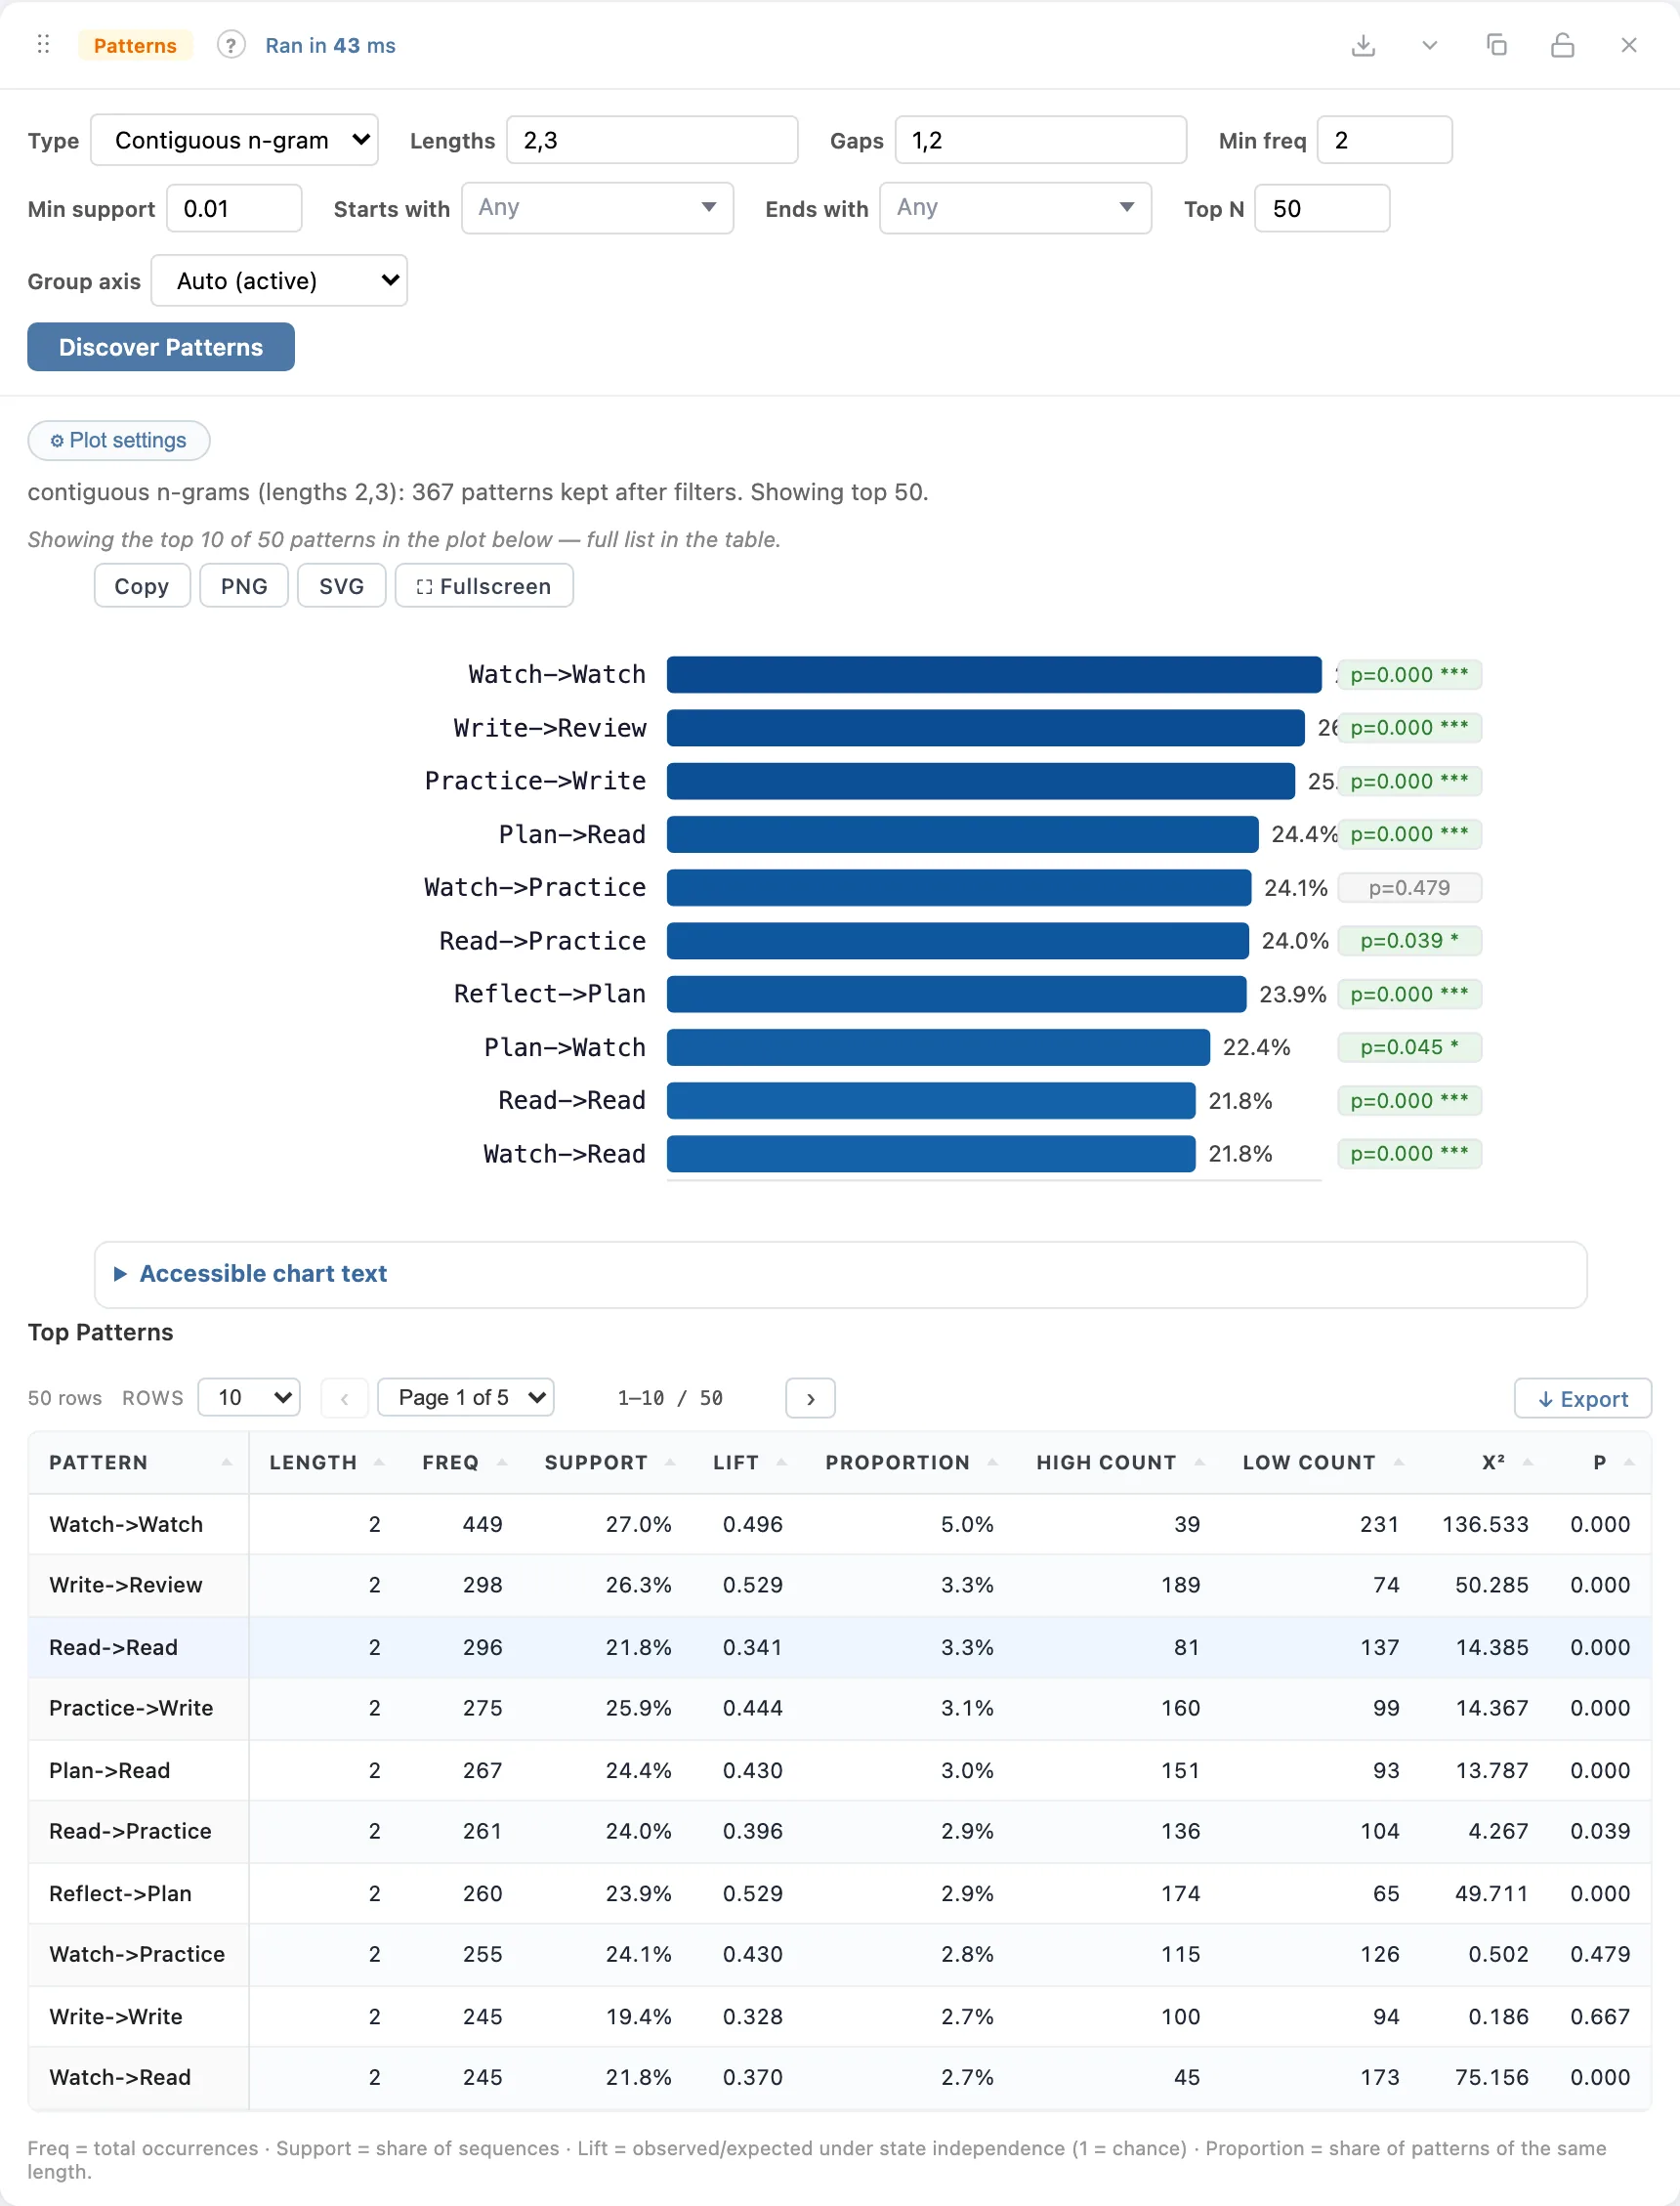 Patterns ? Ran in 43 ms
Type Contiguous n-gram Lengths 2,3 Gaps 1,2 Min freq 2
Min support 0.01 Starts with Any Ends with Any Top N 50
Group axis Auto (active)
Discover Patterns
⚙ Plot settings
contiguous n-grams (lengths 2,3): 367 patterns kept after filters. Showing top 50.
Showing the top 10 of 50 patterns in the plot below — full list in the table.
Copy PNG SVG ⛶ Fullscreen
Watch—>Watch p=0.000 ***
Write—>Review p=0.000 ***
Practice—>Write p=0.000 ***
Plan—>Read 24.4% p=0.000 ***
Watch—>Practice 24.1% p=0.479
Read—>Practice 24.0% p=0.039 *
Reflect—>Plan 23.9% p=0.000 ***
Plan—>Watch 22.4% p=0.045 *
Read—>Read 21.8% p=0.000 ***
Watch—>Read 21.8% p=0.000 ***
▶ Accessible chart text
Top Patterns
50 rows ROWS 10 ‹ Page 1 of 5 1–10 / 50 › ↓ Export
PATTERN LENGTH FREQ SUPPORT LIFT PROPORTION HIGH COUNT LOW COUNT X² P
Watch->Watch 2 449 27.0% 0.496 5.0% 39 231 136.533 0.000
Write->Review 2 298 26.3% 0.529 3.3% 189 74 50.285 0.000
Read->Read 2 296 21.8% 0.341 3.3% 81 137 14.385 0.000
Practice->Write 2 275 25.9% 0.444 3.1% 160 99 14.367 0.000
Plan->Read 2 267 24.4% 0.430 3.0% 151 93 13.787 0.000
Read->Practice 2 261 24.0% 0.396 2.9% 136 104 4.267 0.039
Reflect->Plan 2 260 23.9% 0.529 2.9% 174 65 49.711 0.000
Watch->Practice 2 255 24.1% 0.430 2.8% 115 126 0.502 0.479
Write->Write 2 245 19.4% 0.328 2.7% 100 94 0.186 0.667
Watch->Read 2 245 21.8% 0.370 2.7% 45 173 75.156 0.000
Freq = total occurrences · Support = share of sequences · Lift = observed/expected under state independence (1 = chance) · Proportion = share of patterns of the same
length.